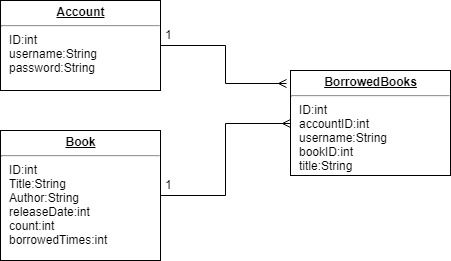 Account
ID:int
username:String
password:String
1
BorrowedBooks
ID:int
accountID:int
username:String
bookID:int
title:String
Book
ID:int
Title:String
Author:String
releaseDate:int
count:int
borrowedTimes:int
1